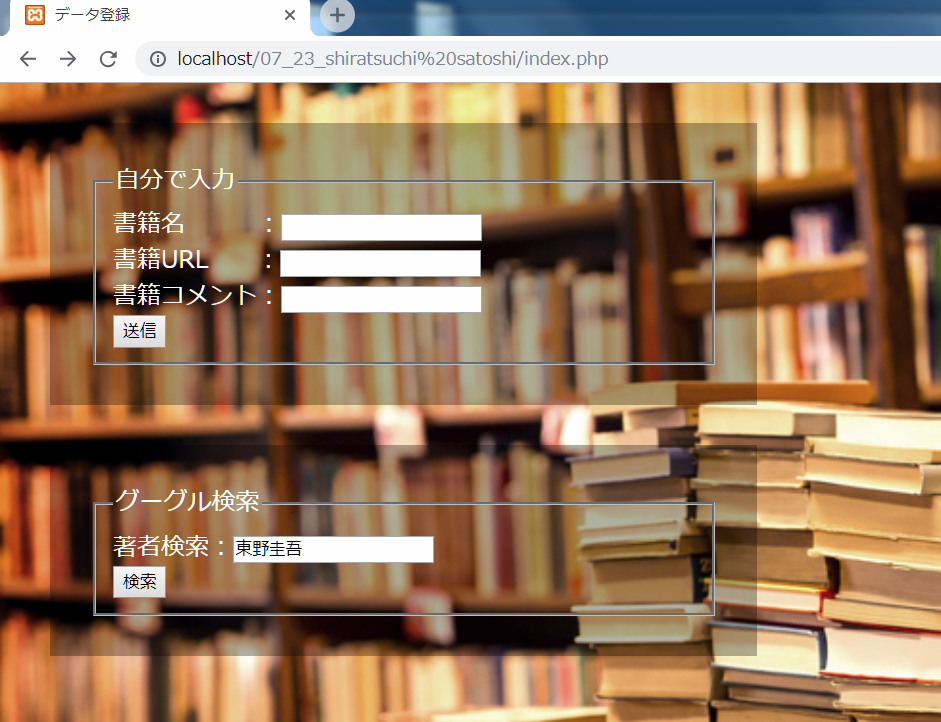 データ登録
localhost/07_23_shiratsuchi%20satoshi/index.php
自分で入力
書籍名 :
書籍URL :
書籍コメント :
送信
グーグル検索
著者検索 : 東野圭吾
検索